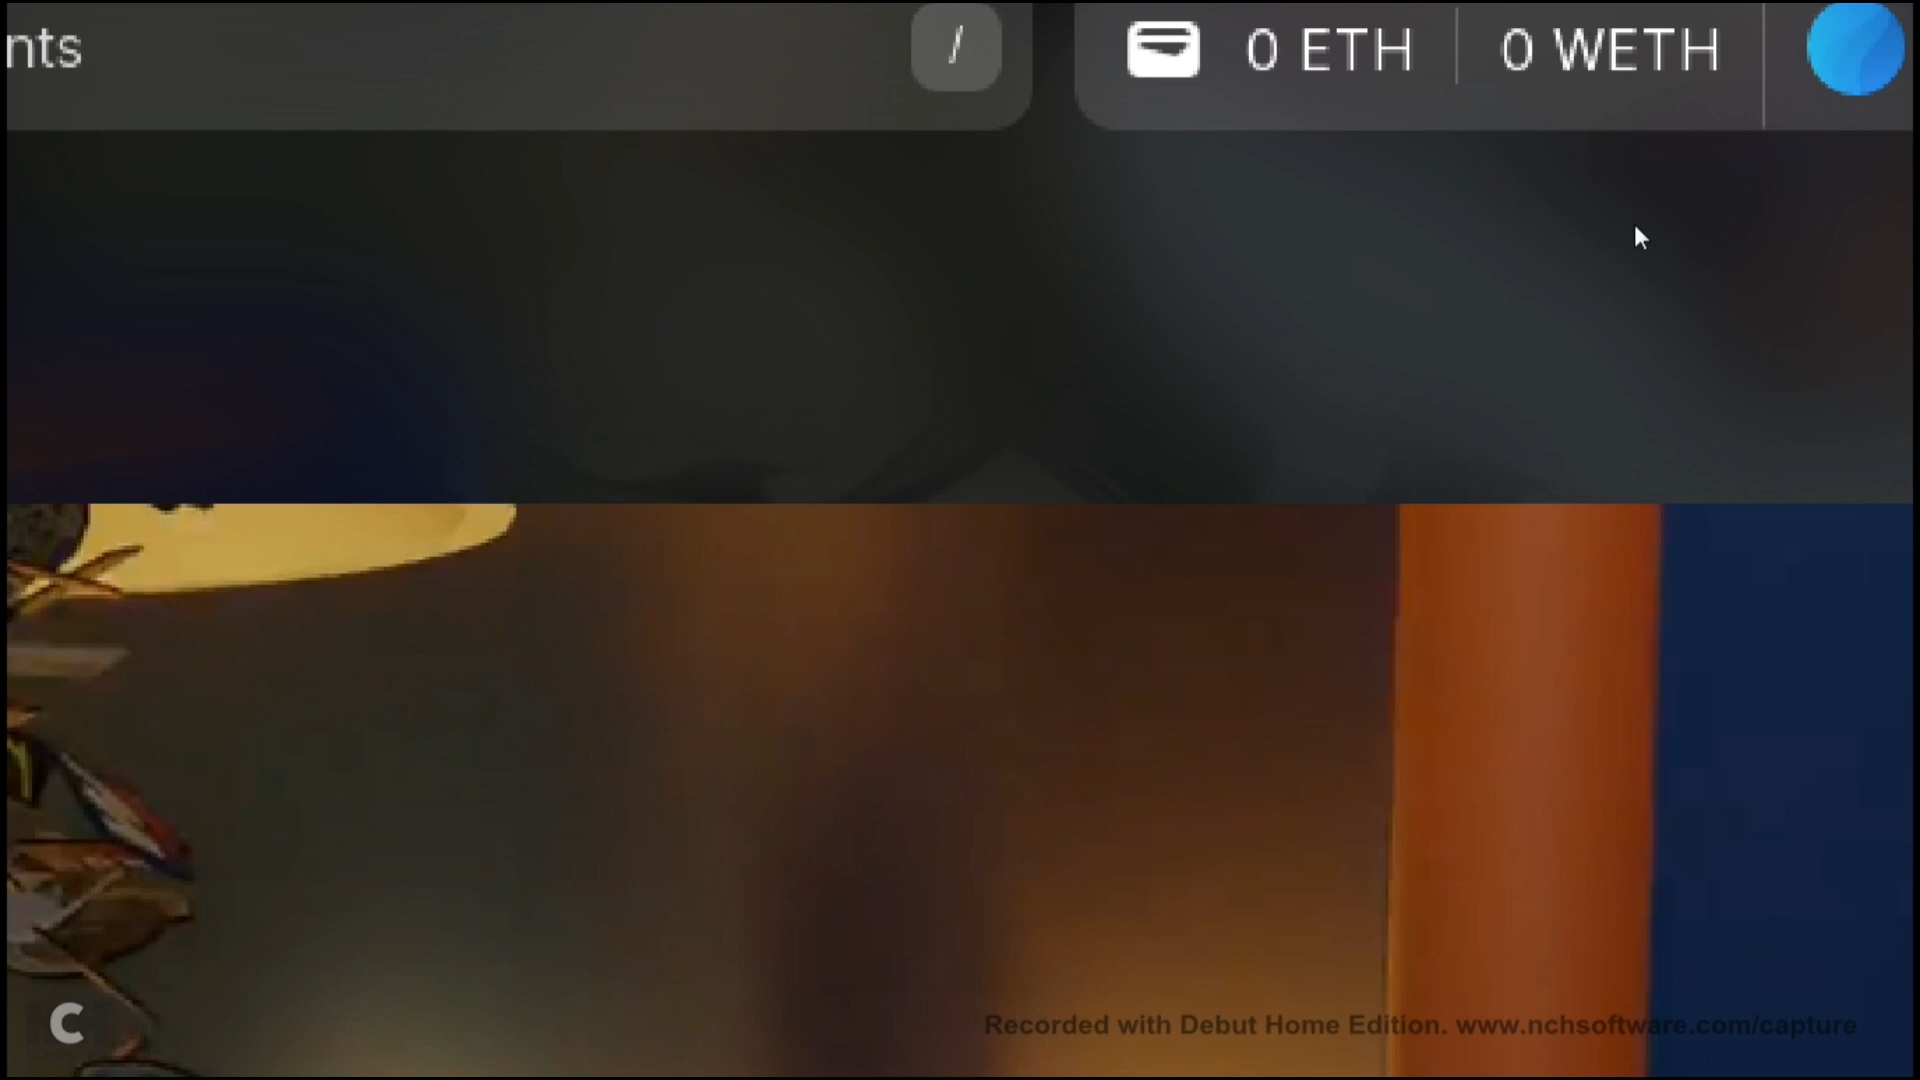 nts
/
0 ETH
0 WETH
C
Recorded with Debut Home Edition. www.nchsoftware.com/capture